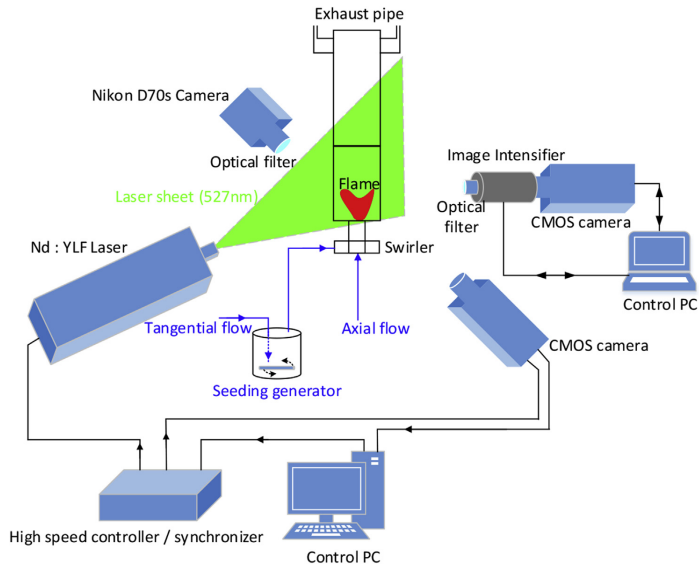 Exhaust pipe
Nikon D70s Camera
Optical filter
Image Intensifier
Flame
Laser sheet (527nm)
Optical
filter
CMOS camera
Nd : YLF Laser
Swirler
Control PC
Tangential flow
Axial flow
CMOS camera
Seeding generator
High speed controller / synchronizer
Control PC